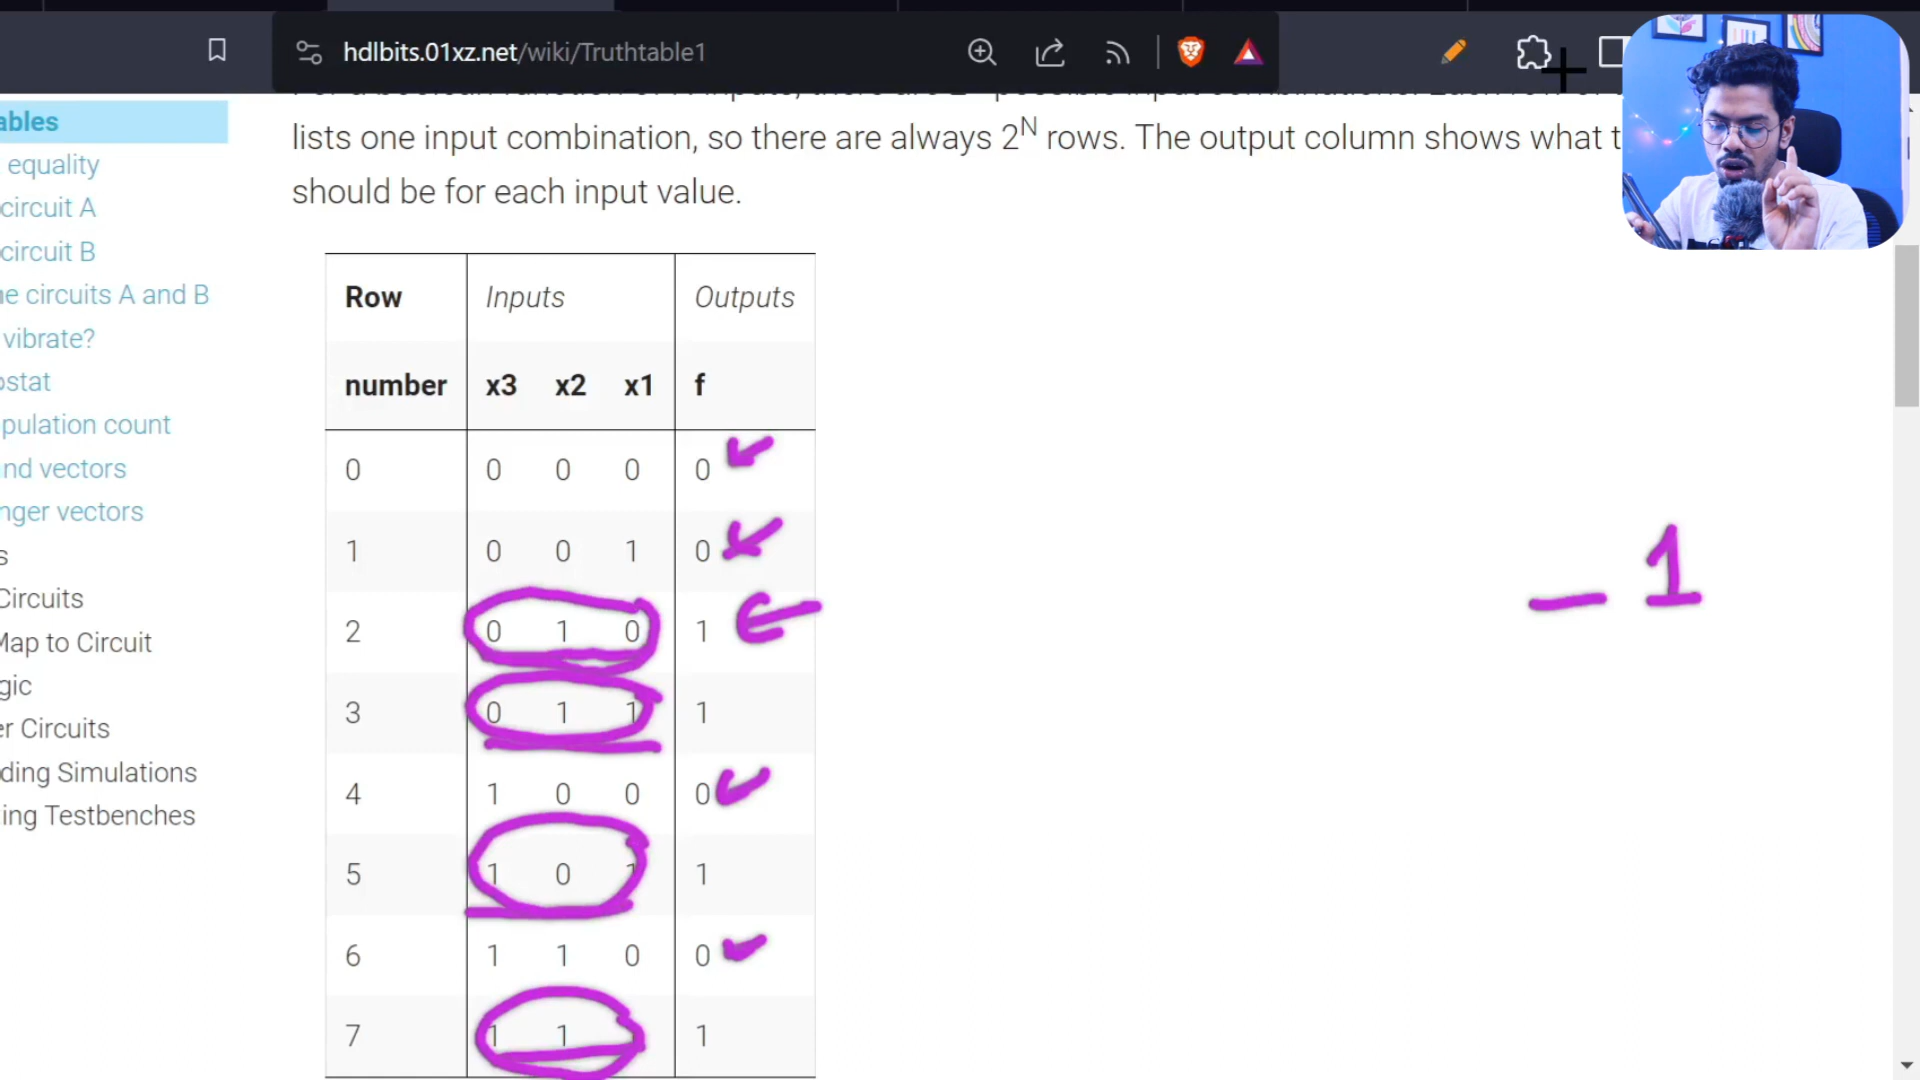 hdlbits.01xz.net/wiki/Truthtable1
lists one input combination, so there are always 2^N rows. The output column shows what t
should be for each input value.
ables
equality
circuit A
circuit B
ne circuits A and B
vibrate?
ostat
pulation count
nd vectors
nger vectors
s
Circuits
Map to Circuit
gic
er Circuits
ding Simulations
ing Testbenches
Row Inputs Outputs
number x3 x2 x1 f
0 0 0 0 0
1 0 0 1 0
2 0 1 0 1
3 0 1 1 1
4 1 0 0 0
5 1 0 1 1
6 1 1 0 0
7 1 1 1
_ 1